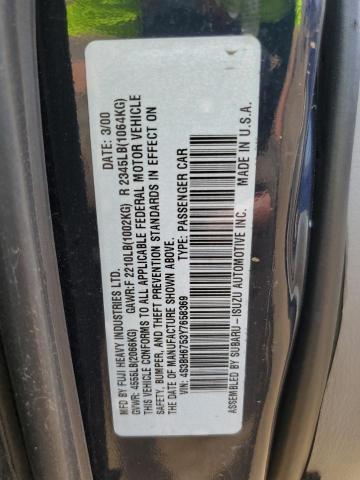 MFD BY FUJI HEAVY INDUSTRIES LTD. DATE: 3/00
GVWR: 4555LB(2066KG) GAWR:F 2210LB(1002KG) R 2345LB(1064KG)
THIS VEHICLE CONFORMS TO ALL APPLICABLE FEDERAL MOTOR VEHICLE
SAFETY, BUMPER, AND THEFT PREVENTION STANDARDS IN EFFECT ON
THE DATE OF MANUFACTURE SHOWN ABOVE.
VIN: 4S3BH6753Y7658369 TYPE: PASSENGER CAR
ASSEMBLED BY SUBARU-ISUZU AUTOMOTIVE INC. MADE IN U.S.A.